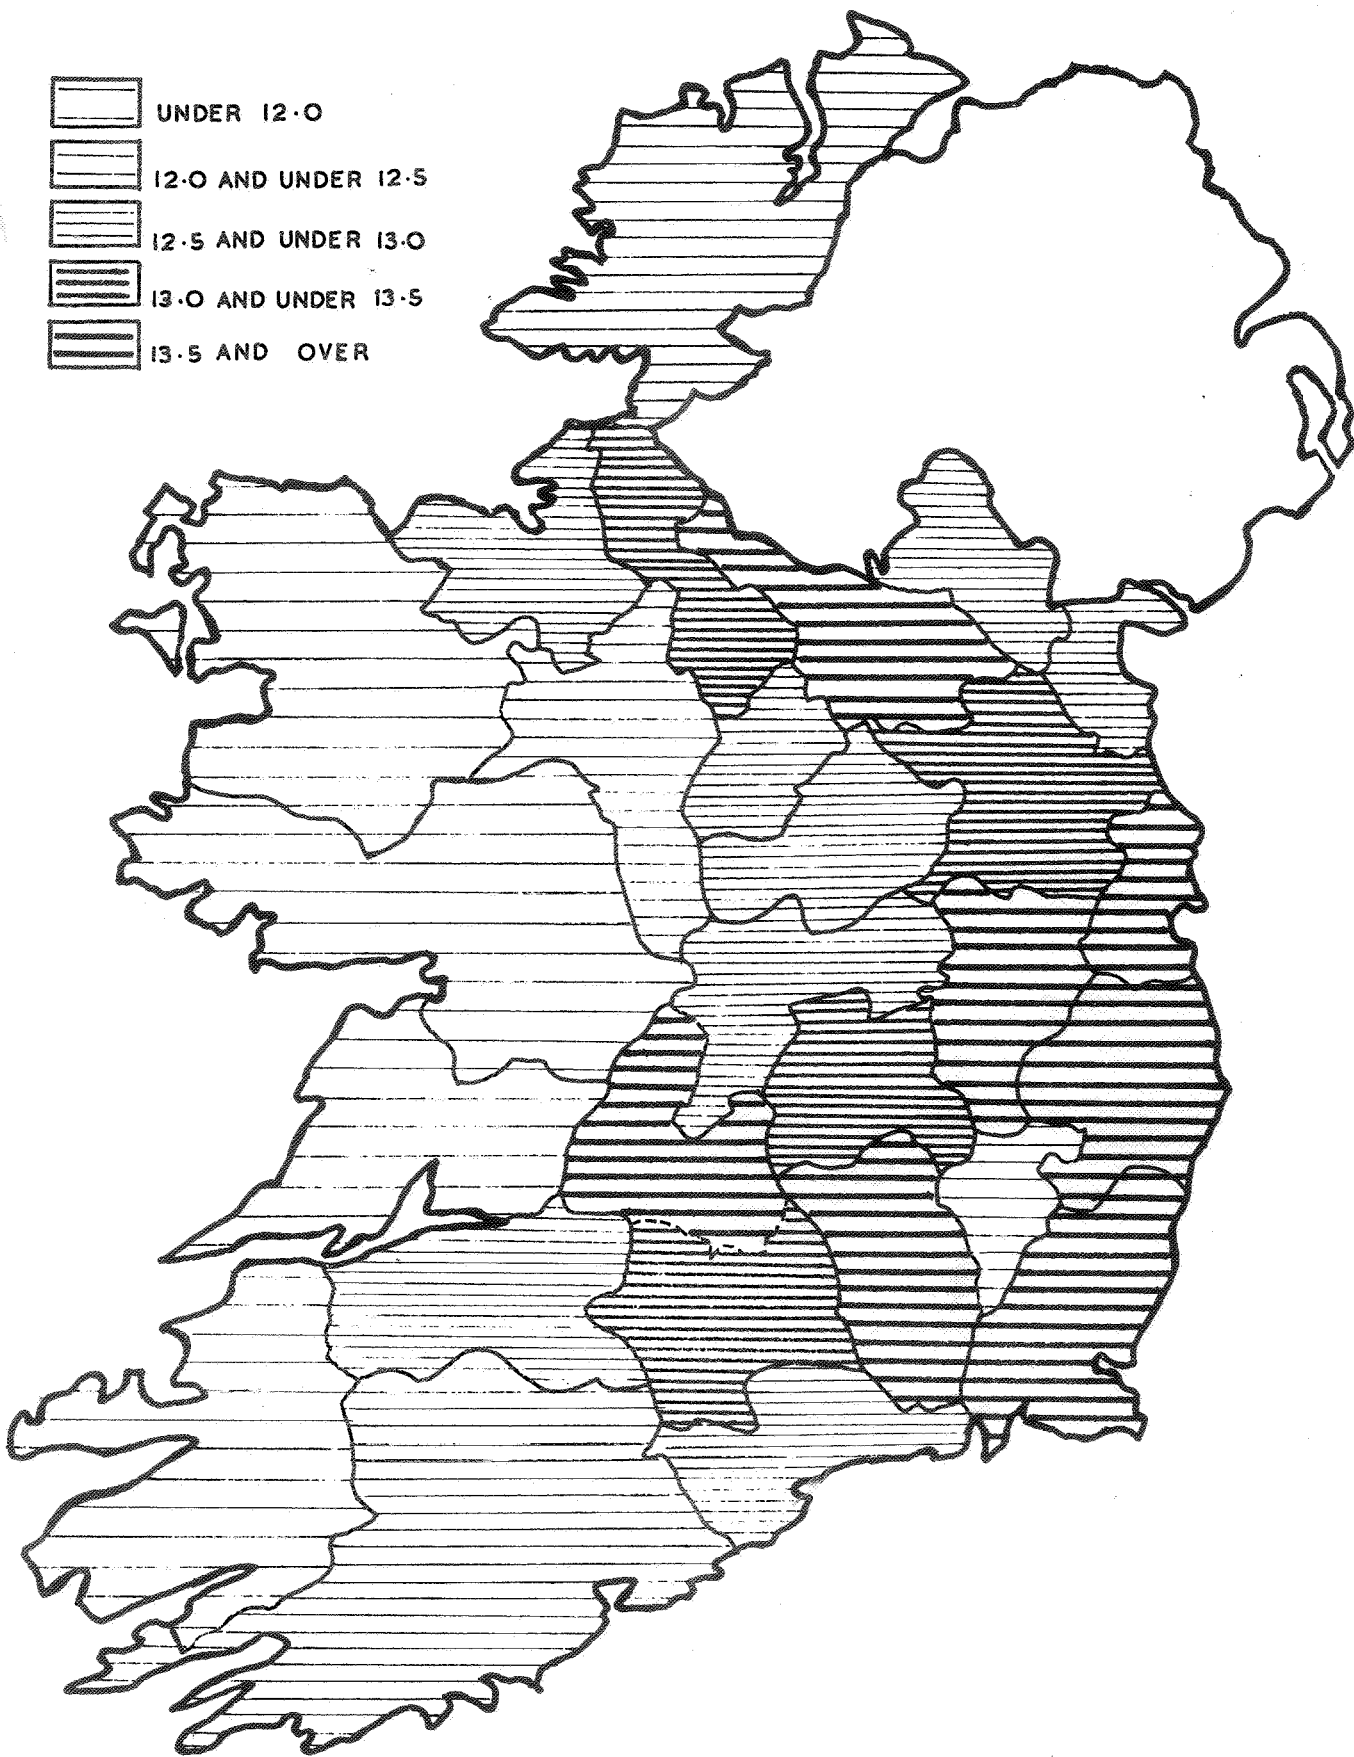 UNDER 12·0
12·0 AND UNDER 12·5
12·5 AND UNDER 13·0
13·0 AND UNDER 13·5
13·5 AND OVER